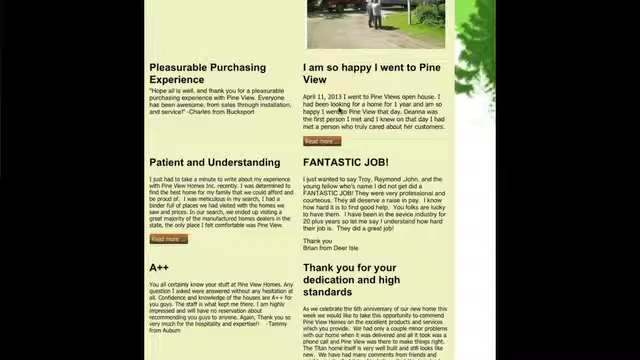 Pleasurable Purchasing
Experience
"Hope all is well, and thank you for a pleasurable
purchasing experience with Pine View. Everyone
has been awesome, from sales through installation,
and service!" -Charles from Bucksport
I am so happy I went to Pine
View
April 11, 2013 I went to Pine Views open house. I
had been looking for a home for 1 year and am so
happy I went to Pine View that day. Deanna was
the first person I met and I knew on that day I had
met a person who truly cared about her customers.
Read more ...
Patient and Understanding
I just had to take a minute to write about my experience
with Pine View Homes Inc. recently. I was determined to
find the best home for my family that we could afford and
be proud of.  I was meticulous in my search, I had a
binder full of places we had visited with the homes we
saw and prices. In our search, we ended up visiting a
great majority of the manufactured homes dealers in the
state, the only place I felt comfortable was Pine View.
Read more ...
FANTASTIC JOB!
I just wanted to say Troy, Raymond ,John, and the
young fellow who's name I did not get did a
FANTASTIC JOB! They were very professional and
courteous. They all deserve a raise in pay.  I know
how hard it is to find good help.  You folks are lucky
to have them.  I have been in the sevice industry for
20 plus years so let me say I understand how hard
their job is.  They did a great job!
Thank you
Brian from Deer Isle
A++
You all certainly know your stuff at Pine View Homes. Any
question I asked were answered without any hesitation at
all. Confidence and knowledge of the houses are A++ for
you guys. The staff is what kept me there. I am highly
impressed and will have no reservation about
recommending you guys to anyone. Again, Thank you so
very much for the hospitality and expertise!!   -Tammy
from Auburn
Thank you for your
dedication and high
standards
As we celebrate the 6th anniversary of our new home this
week we would like to take this opportunity to commend
Pine View Homes on the excellent products and services
which you provide.  We had only a couple minor problems
with our home when it was delivered and all it took was a
phone call and Pine View was there to make things right.
The Titan home itself is very well built and still looks like
new.  We have had many comments from friends and